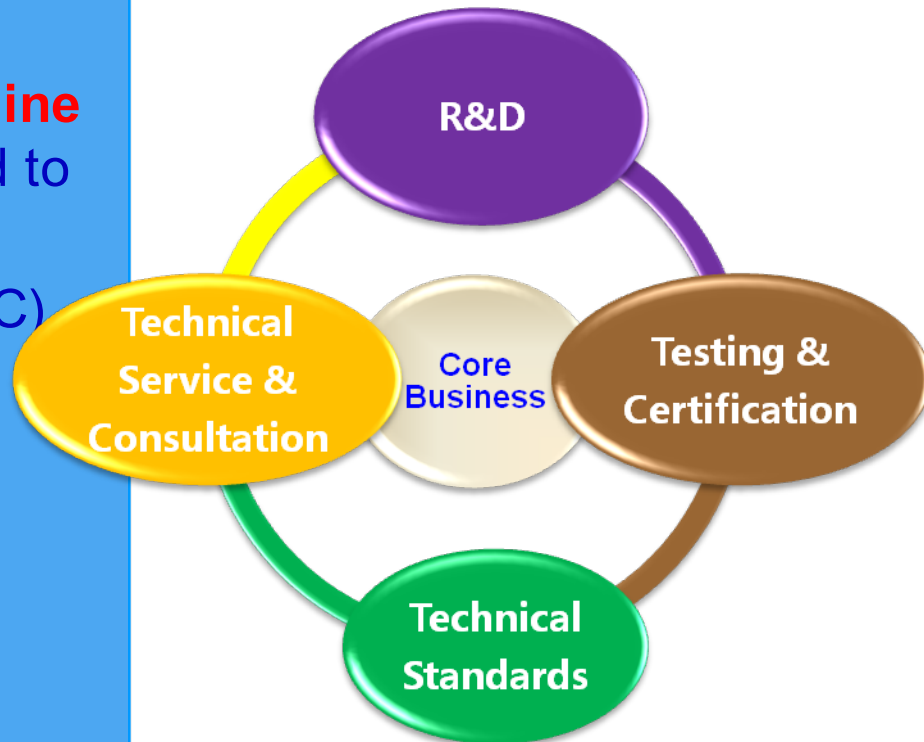 ine
d to
C)
R&D
Technical
Service &
Consultation
Core
Business
Testing &
Certification
Technical
Standards